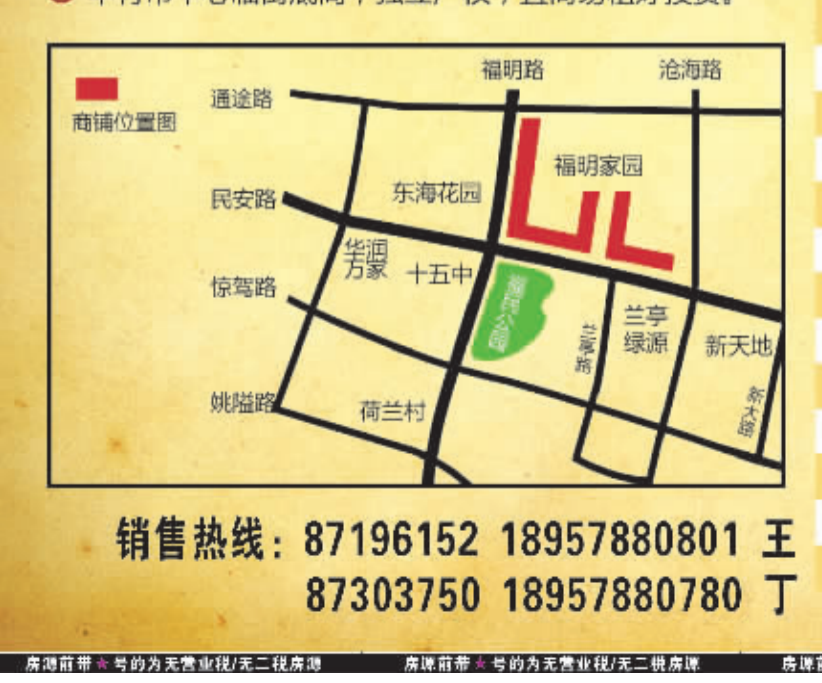 福明路
沧海路
通途路
商铺位置图
福明家园
东海花园
民安路
华润
万家
十五中
惊驾路
兰亭
绿源
新天地
姚隘路
荷兰村
新大路
销售热线：87196152 18957880801 王
87303750 18957880780 丁
房源前带★号的为无营业税/无二税房源 房源前带★号的为无营业税/无二税房源 房源前